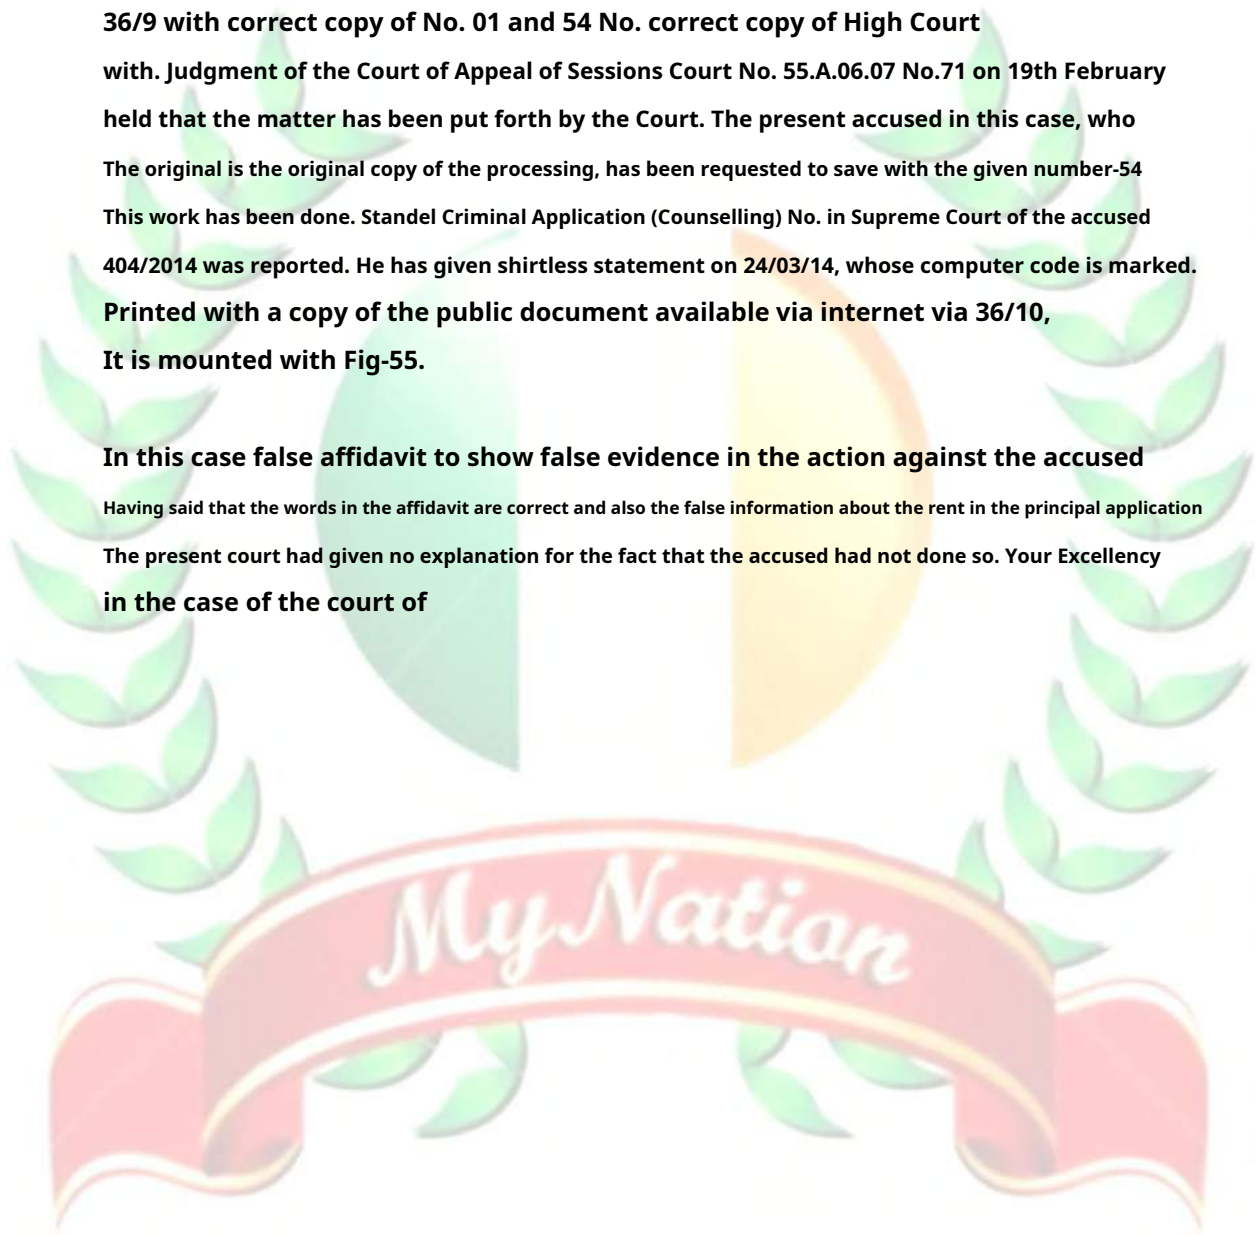 36/9 with correct copy of No. 01 and 54 No. correct copy of High Court
with. Judgment of the Court of Appeal of Sessions Court No. 55.A.06.07 No.71 on 19th February
held that the matter has been put forth by the Court. The present accused in this case, who
The original is the original copy of the processing, has been requested to save with the given number-54
This work has been done. Standel Criminal Application (Counselling) No. in Supreme Court of the accused
404/2014 was reported. He has given shirtless statement on 24/03/14, whose computer code is marked.
Printed with a copy of the public document available via internet via 36/10,
It is mounted with Fig-55.
In this case false affidavit to show false evidence in the action against the accused
Having said that the words in the affidavit are correct and also the false information about the rent in the principal application
The present court had given no explanation for the fact that the accused had not done so. Your Excellency
in the case of the court of
MyNation